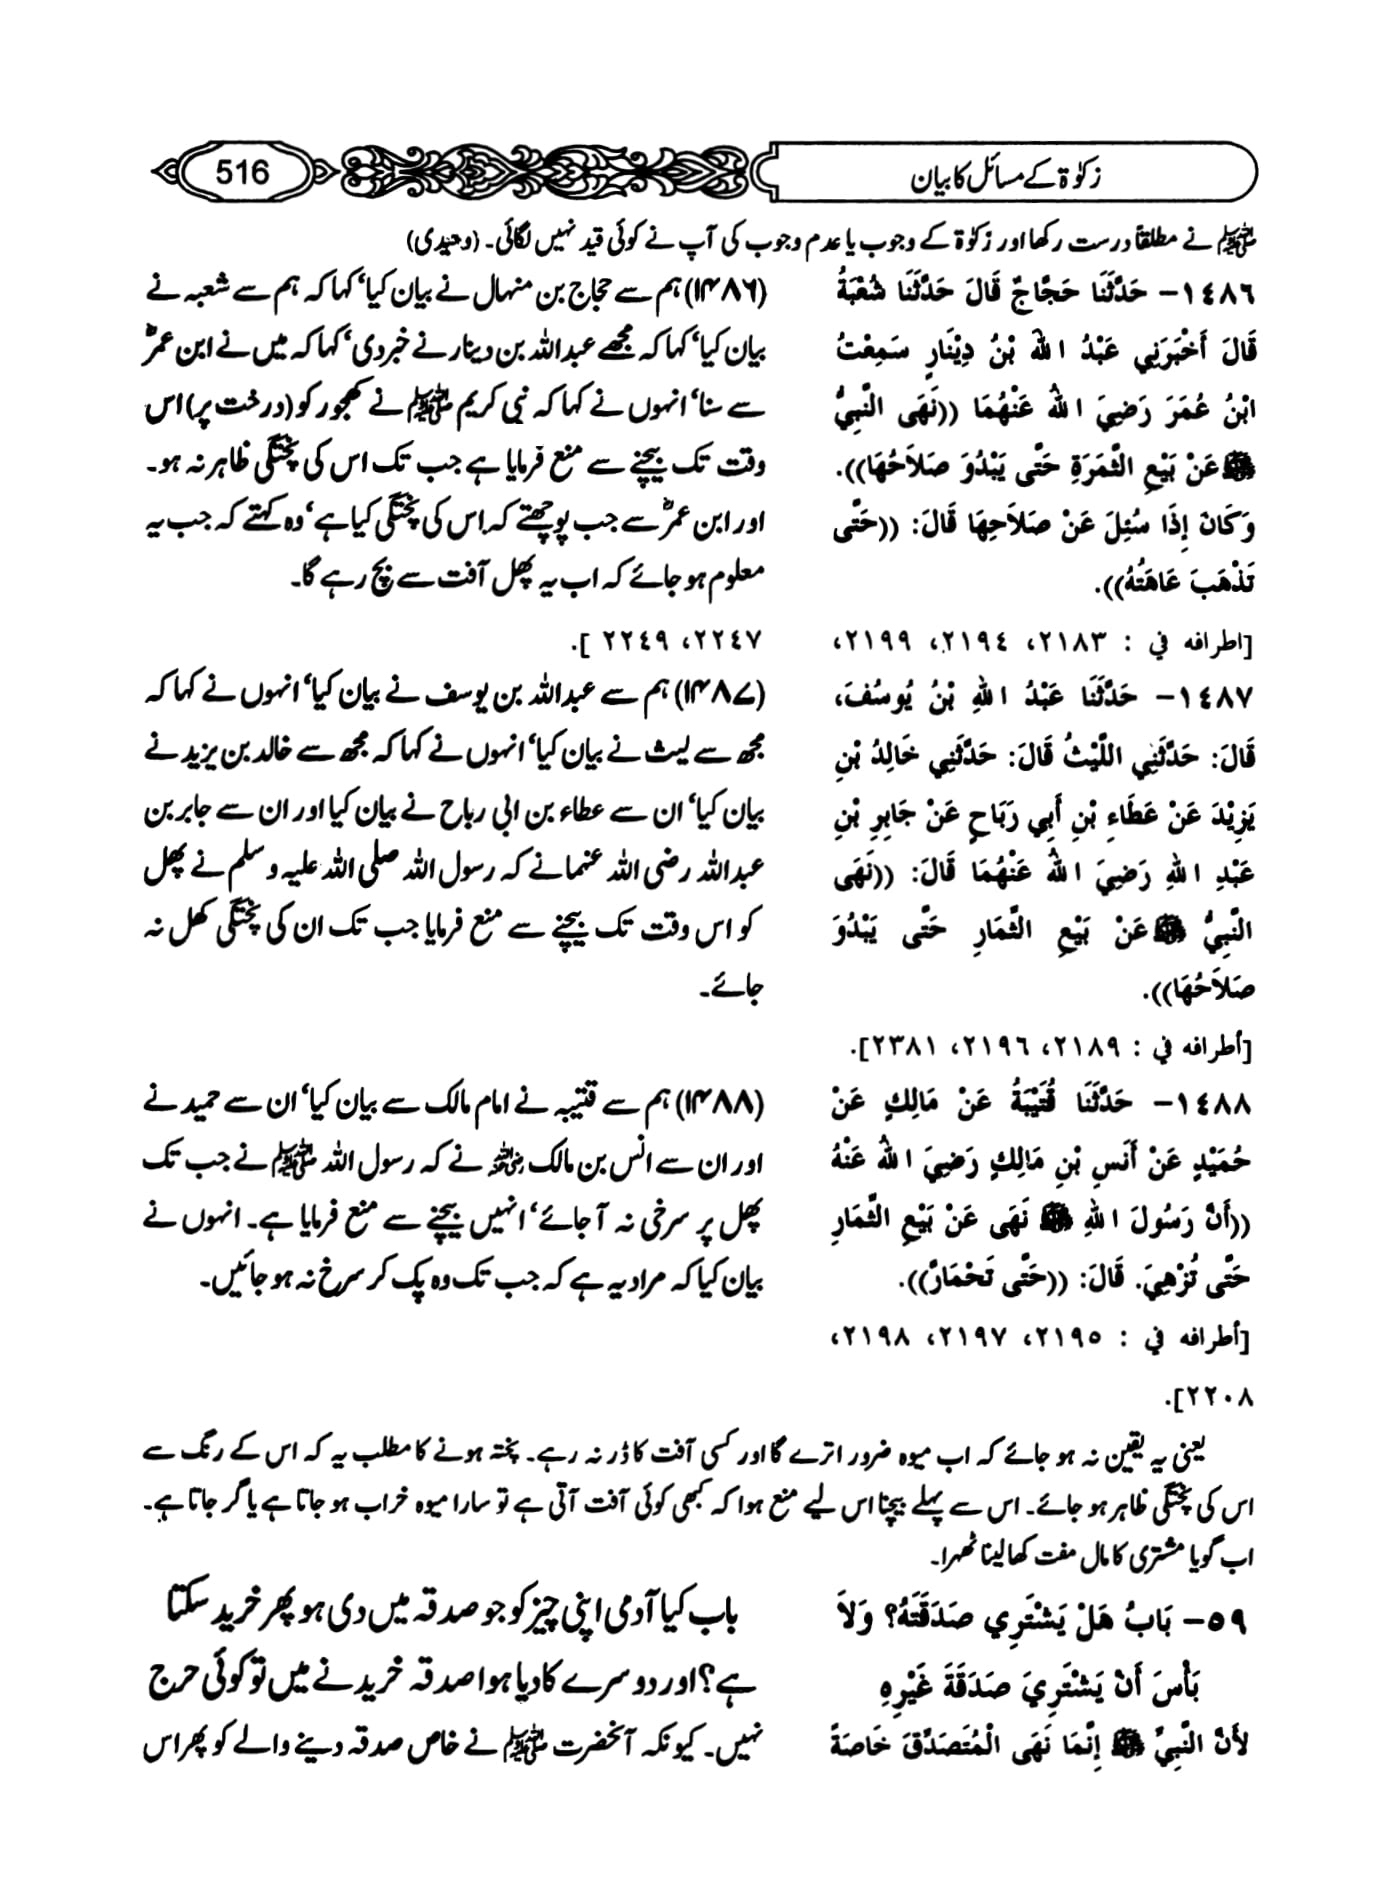 زکوٰۃ کے مسائل کا بیان
516
ﷺ نے مطلقاً درست رکھا اور زکوٰۃ کے وجوب یا عدم وجوب کی آپ نے کوئی قید نہیں لگائی۔ (وحیدی)
١٤٨٦- حَدَّثَنَا حَجَّاجٌ قَالَ حَدَّثَنَا شُعْبَةُ
قَالَ أَخْبَرَنِي عَبْدُ اللهِ بْنُ دِيْنَارٍ سَمِعْتُ
ابْنُ عُمَرَ رَضِيَ اللهُ عَنْهُمَا ((نَهَى النَّبِيُّ
ﷺ عَنْ بَيْعِ الثَّمَرَةِ حَتَّى يَبْدُوَ صَلاَحُهَا)).
وَكَانَ إِذَا سُئِلَ عَنْ صَلاَحِهَا قَالَ: ((حَتَّى
تَذْهَبَ عَاهَتُهُ)).
(۱۴۸۶) ہم سے حجاج بن منہال نے بیان کیا‘ کہا کہ ہم سے شعبہ نے
بیان کیا‘ کہا کہ مجھے عبداللہ بن دینار نے خبر دی‘ کہا کہ میں نے ابن عمرؓ
سے سنا‘ انہوں نے کہا کہ نبی کریم ﷺ نے کھجور کو (درخت پر) اس
وقت تک بیچنے سے منع فرمایا ہے جب تک اس کی پختگی ظاہر نہ ہو۔
اور ابن عمرؓ سے جب پوچھتے کہ اس کی پختگی کیا ہے‘ وہ کہتے کہ جب یہ
معلوم ہو جائے کہ اب یہ پھل آفت سے بچ رہے گا۔
[اطرافه في : ٢١٨٣، ٢١٩٤، ٢١٩٩، ٢٢٤٧، ٢٢٤٩ ].
١٤٨٧- حَدَّثَنَا عَبْدُ اللهِ بْنُ يُوسُفَ،
قَالَ: حَدَّثَنِي اللَّيْثُ قَالَ: حَدَّثَنِي خَالِدُ بْنِ
يَزِيْدَ عَنْ عَطَاءِ بْنِ أَبِي رَبَاحٍ عَنْ جَابِرِ بْنِ
عَبْدِ اللهِ رَضِيَ اللهُ عَنْهُمَا قَالَ: ((نَهَى
النَّبِيُّ ﷺ عَنْ بَيْعِ الثَّمَارِ حَتَّى يَبْدُوَ
صَلاَحُهَا)).
(۱۴۸۷) ہم سے عبداللہ بن یوسف نے بیان کیا‘ انہوں نے کہا کہ
مجھ سے لیث نے بیان کیا‘ انہوں نے کہا کہ مجھ سے خالد بن یزید نے
بیان کیا‘ ان سے عطاء بن ابی رباح نے بیان کیا اور ان سے جابر بن
عبداللہ رضی اللہ عنہما نے کہ رسول اللہ صلی اللہ علیہ و سلم نے پھل
کو اس وقت تک بیچنے سے منع فرمایا جب تک ان کی پختگی کھل نہ
جائے۔
[أطرافه في : ٢١٨٩، ٢١٩٦، ٢٣٨١].
١٤٨٨- حَدَّثَنَا قُتَيْبَةُ عَنْ مَالِكٍ عَنْ
حُمَيْدٍ عَنْ أَنَسِ بْنِ مَالِكٍ رَضِيَ اللهُ عَنْهُ
((أَنَّ رَسُولَ اللهِ ﷺ نَهَى عَنْ بَيْعِ الثَّمَارِ
حَتَّى تُزْهِيَ. قَالَ: ((حَتَّى تَحْمَارَّ)).
(۱۴۸۸) ہم سے قتیبہ نے امام مالک سے بیان کیا‘ ان سے حمید نے
اور ان سے انس بن مالک رضی اللہ عنہ نے کہ رسول اللہ ﷺ نے جب تک
پھل پر سرخی نہ آ جائے‘ انہیں بیچنے سے منع فرمایا ہے۔ انہوں نے
بیان کیا کہ مراد یہ ہے کہ جب تک وہ پک کر سرخ نہ ہو جائیں۔
[أطرافه في : ٢١٩٥، ٢١٩٧، ٢١٩٨،
٢٢٠٨].
یعنی یہ یقین نہ ہو جائے کہ اب میوہ ضرور اترے گا اور کسی آفت کا ڈر نہ رہے۔ پختہ ہونے کا مطلب یہ کہ اس کے رنگ سے
اس کی پختگی ظاہر ہو جائے۔ اس سے پہلے بیچنا اس لیے منع ہوا کہ کبھی کوئی آفت آتی ہے تو سارا میوہ خراب ہو جاتا ہے یا گر جاتا ہے۔
اب گویا مشتری کا مال مفت کھا لینا ٹھہرا۔
٥٩- بَابُ هَلْ يَشْتَرِي صَدَقَتَهُ؟ وَلاَ
بَأْسَ أَنْ يَشْتَرِيَ صَدَقَةَ غَيْرِهِ
لأَنَّ النَّبِيَّ ﷺ إِنَّمَا نَهَى الْمُتَصَدِّقَ خَاصَةً
باب کیا آدمی اپنی چیز کو جو صدقہ میں دی ہو پھر خرید سکتا
ہے؟ اور دوسرے کا دیا ہوا صدقہ خریدنے میں تو کوئی حرج
نہیں۔ کیونکہ آنحضرت ﷺ نے خاص صدقہ دینے والے کو پھر اس